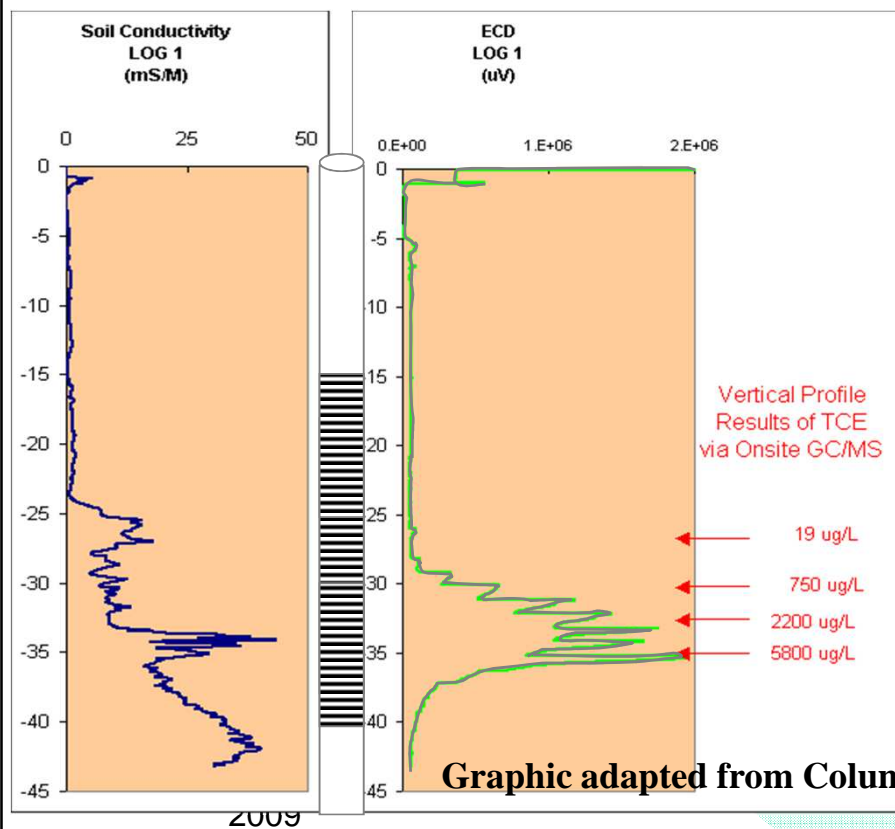 Soil Conductivity
LOG 1
(mS/M)
0
25
50
0
-5
-10
-15
-20
-25
-30
-35
-40
-45
ECD
LOG 1
(uV)
0.E+00
1.E+06
2.E+06
0
-5
-10
-15
-20
-25
-30
-35
-40
-45
Vertical Profile
Results of TCE
via Onsite GC/MS
19 ug/L
750 ug/L
2200 ug/L
5800 ug/L
Graphic adapted from Colum
2009